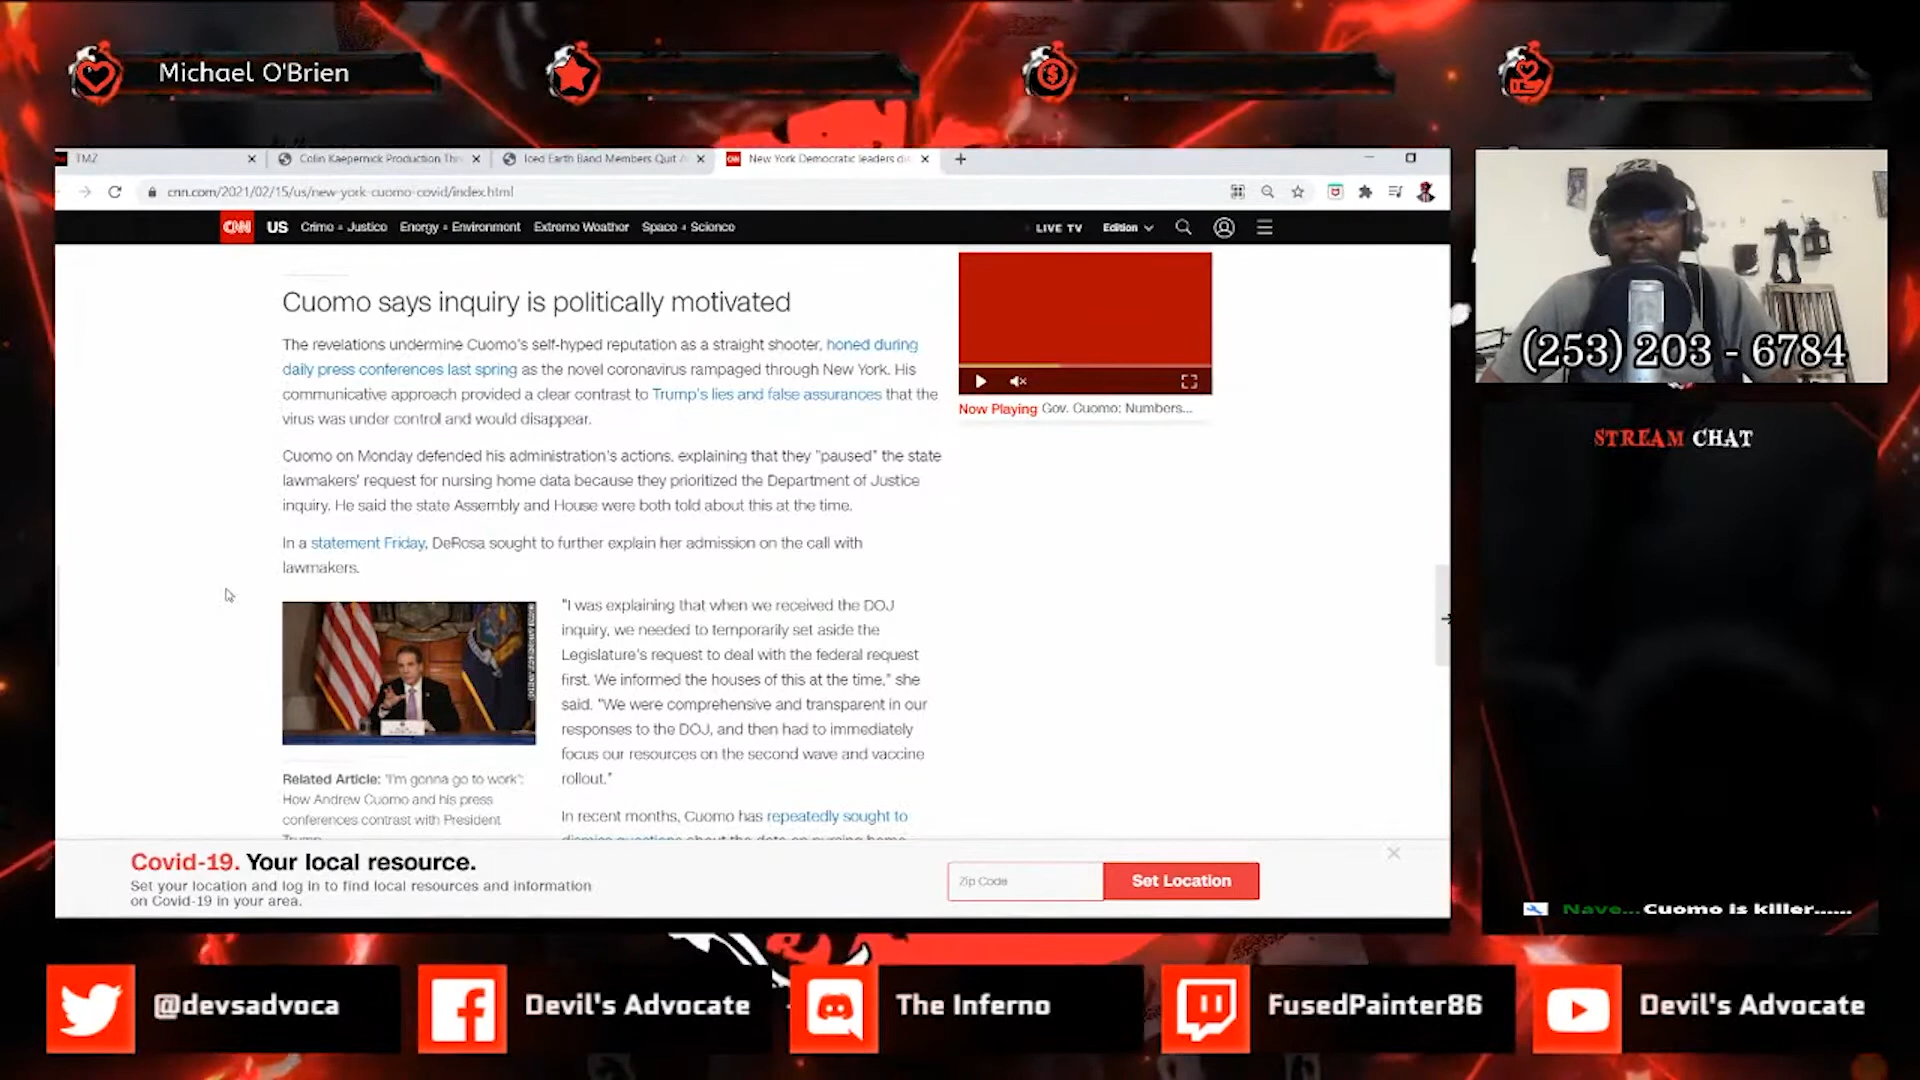 Michael O'Brien
TMZ
Colin Kaepernick Production Thr
Iced Earth Band Members Quit A
New York Democratic leaders di
cnn.com/2021/02/15/us/new-york-cuomo-covid/index.html
CNN US Crime + Justice Energy + Environment Extreme Weather Space + Science LIVE TV Edition
Cuomo says inquiry is politically motivated
The revelations undermine Cuomo's self-hyped reputation as a straight shooter, honed during
daily press conferences last spring as the novel coronavirus rampaged through New York. His
communicative approach provided a clear contrast to Trump's lies and false assurances that the
virus was under control and would disappear.
Cuomo on Monday defended his administration's actions, explaining that they "paused" the state
lawmakers' request for nursing home data because they prioritized the Department of Justice
inquiry. He said the state Assembly and House were both told about this at the time.
In a statement Friday, DeRosa sought to further explain her admission on the call with
lawmakers.
"I was explaining that when we received the DOJ
inquiry, we needed to temporarily set aside the
Legislature's request to deal with the federal request
first. We informed the houses of this at the time," she
said. "We were comprehensive and transparent in our
responses to the DOJ, and then had to immediately
focus our resources on the second wave and vaccine
rollout."
In recent months, Cuomo has repeatedly sought to
Related Article: "I'm gonna go to work":
How Andrew Cuomo and his press
conferences contrast with President
Trump
Now Playing Gov. Cuomo: Numbers...
Covid-19. Your local resource.
Set your location and log in to find local resources and information
on Covid-19 in your area.
Zip Code
Set Location
22
(253) 203 - 6784
STREAM CHAT
Nave... Cuomo is killer......
@devsadvoca
Devil's Advocate
The Inferno
FusedPainter86
Devil's Advocate